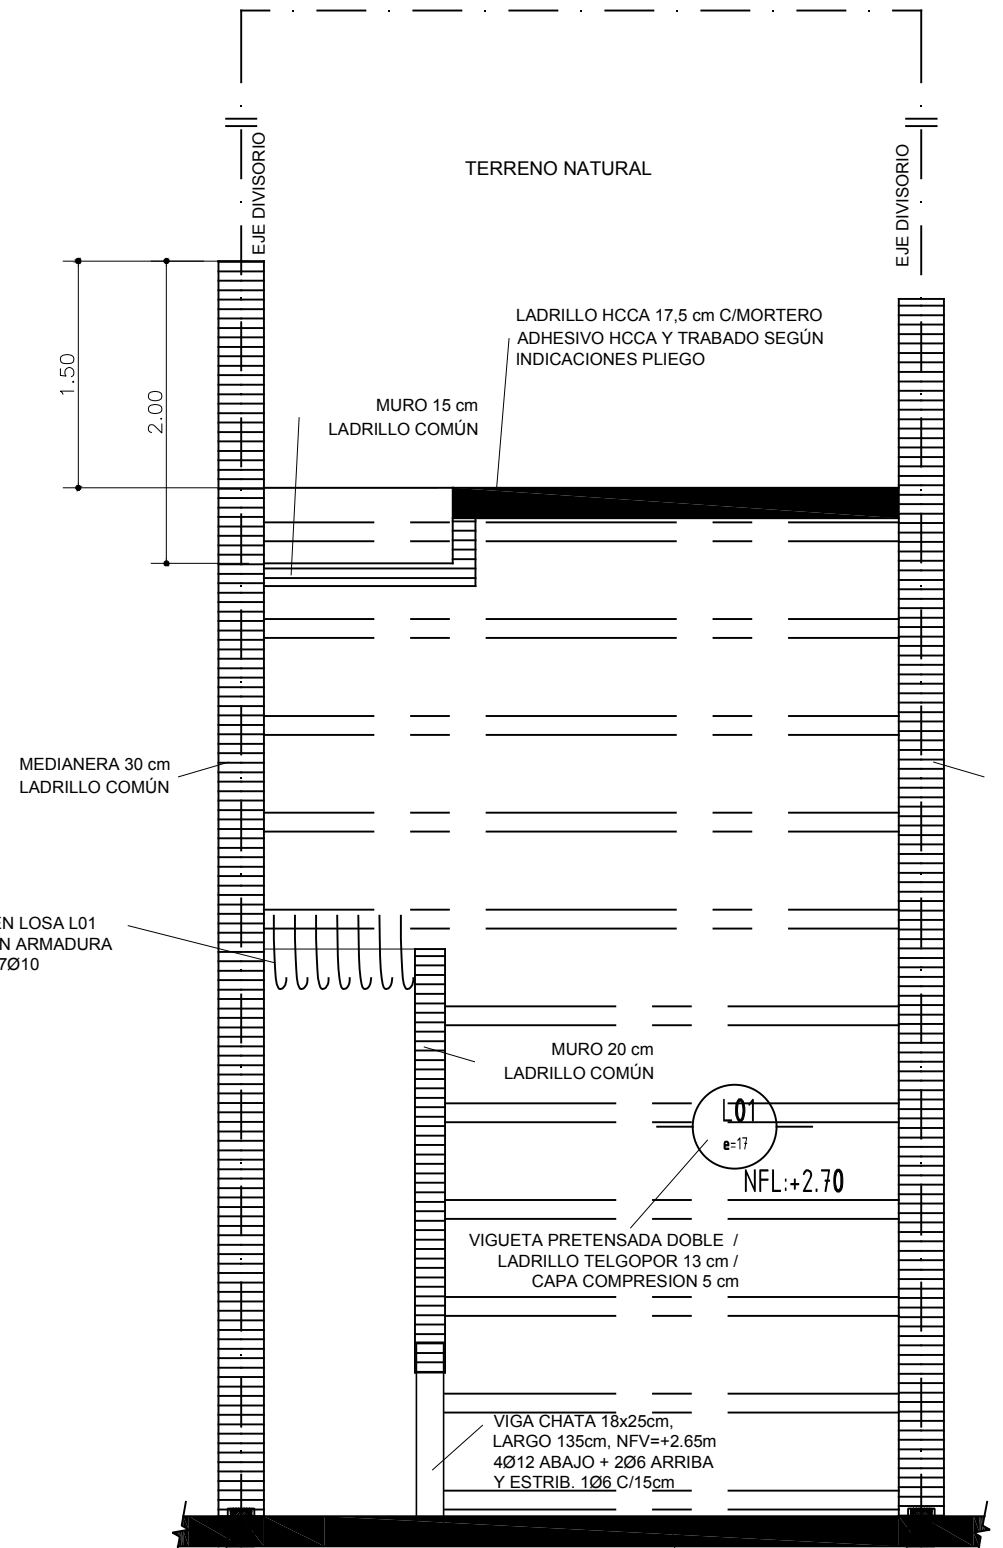 TERRENO NATURAL
EJE DIVISORIO
EJE DIVISORIO
LADRILLO HCCA 17,5 cm C/MORTERO
ADHESIVO HCCA Y TRABADO SEGÚN
INDICACIONES PLIEGO
1.50
2.00
MURO 15 cm
LADRILLO COMÚN
MEDIANERA 30 cm
LADRILLO COMÚN
EN LOSA L01
N ARMADURA
7Ø10
MURO 20 cm
LADRILLO COMÚN
L01
e=17
NFL:+2.70
VIGUETA PRETENSADA DOBLE /
LADRILLO TELGOPOR 13 cm /
CAPA COMPRESION 5 cm
VIGA CHATA 18x25cm,
LARGO 135cm, NFV=+2.65m
4Ø12 ABAJO + 2Ø6 ARRIBA
Y ESTRIB. 1Ø6 C/15cm